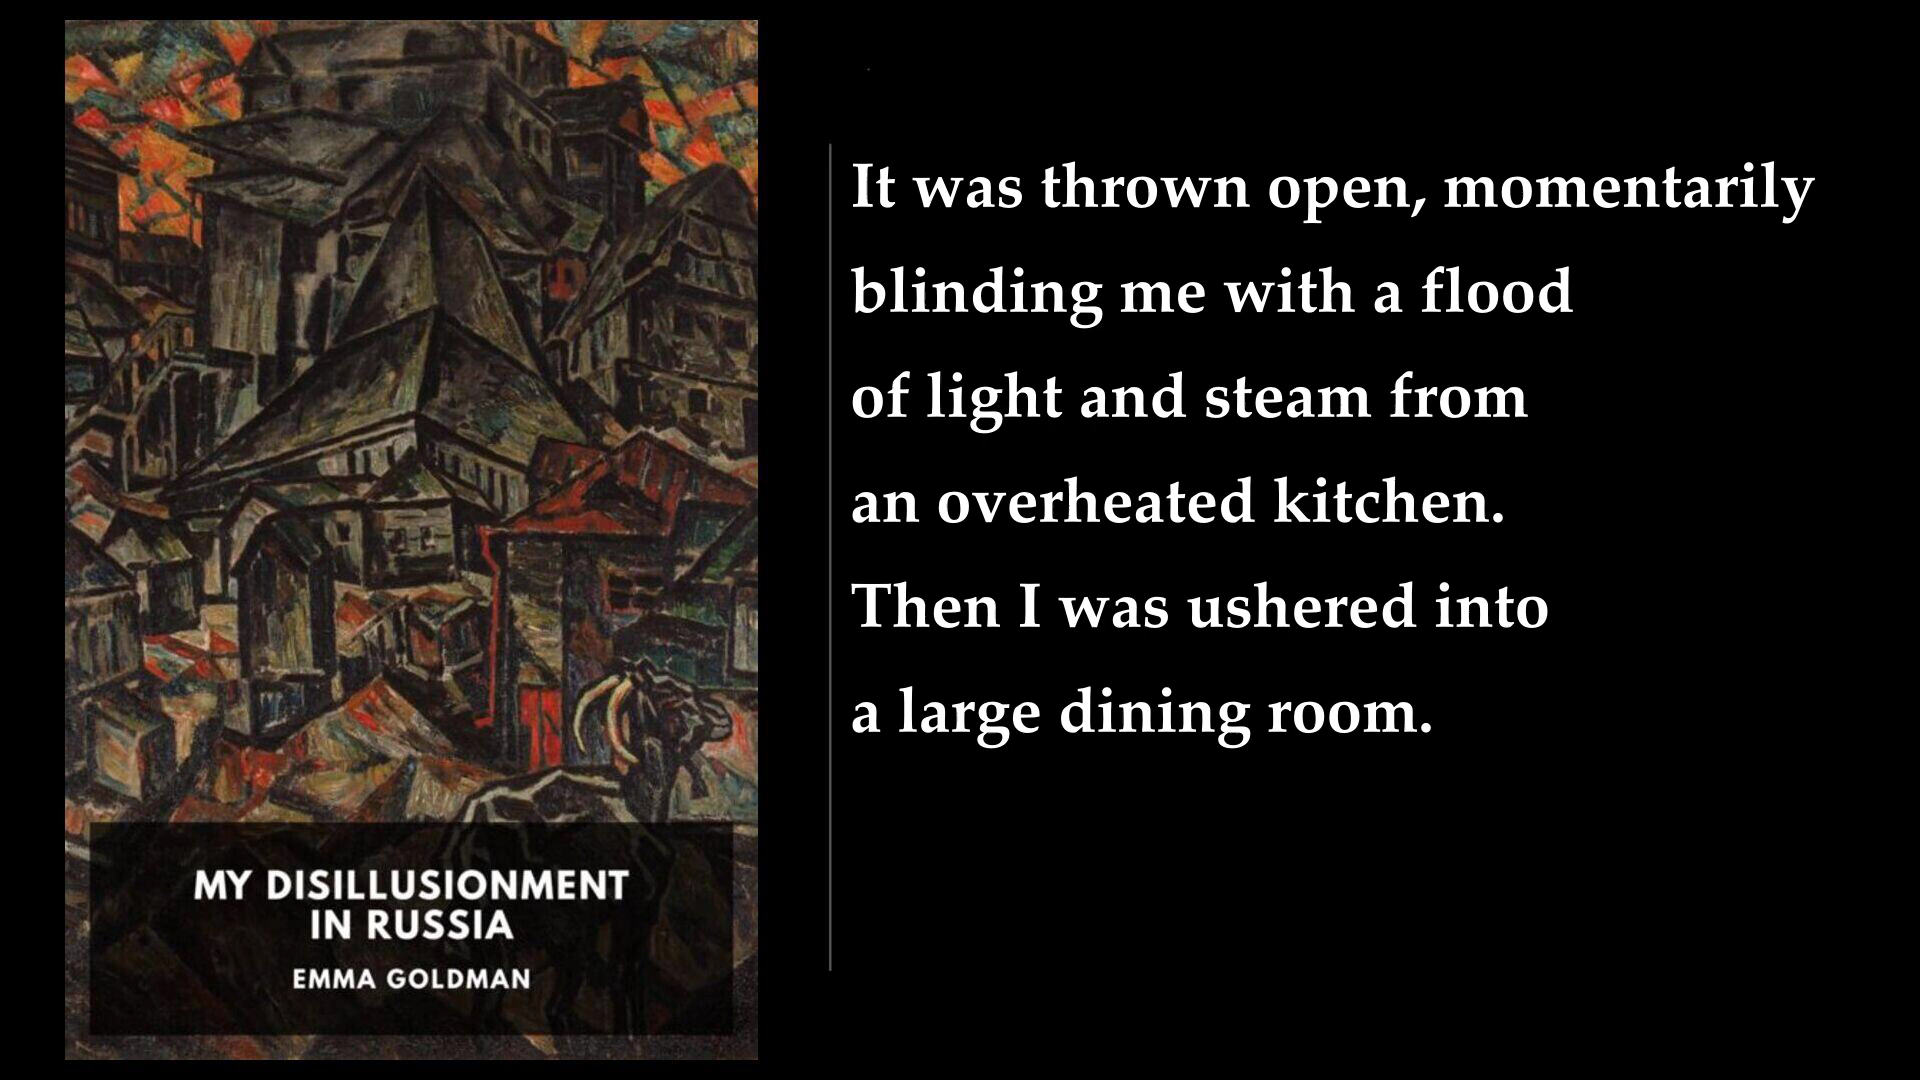 MY DISILLUSIONMENT
IN RUSSIA
EMMA GOLDMAN
It was thrown open, momentarily
blinding me with a flood
of light and steam from
an overheated kitchen.
Then I was ushered into
a large dining room.